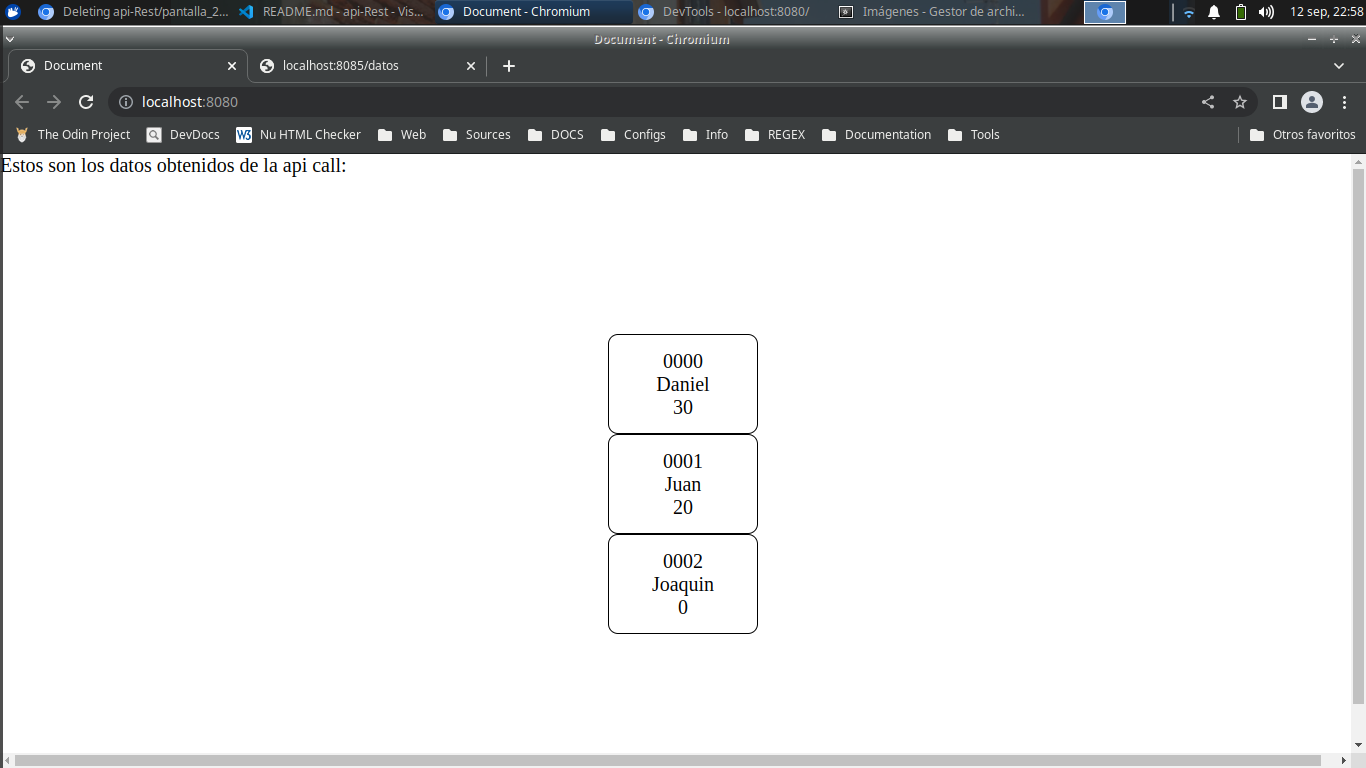 Deleting api-Rest/pantalla_2... README.md - api-Rest - Vis... Document - Chromium DevTools - localhost:8080/ Imágenes - Gestor de archi... 12 sep, 22:58
Document - Chromium
Document localhost:8085/datos
localhost:8080
The Odin Project DevDocs W3 Nu HTML Checker Web Sources DOCS Configs Info REGEX Documentation Tools Otros favoritos
Estos son los datos obtenidos de la api call:
0000
Daniel
30
0001
Juan
20
0002
Joaquin
0